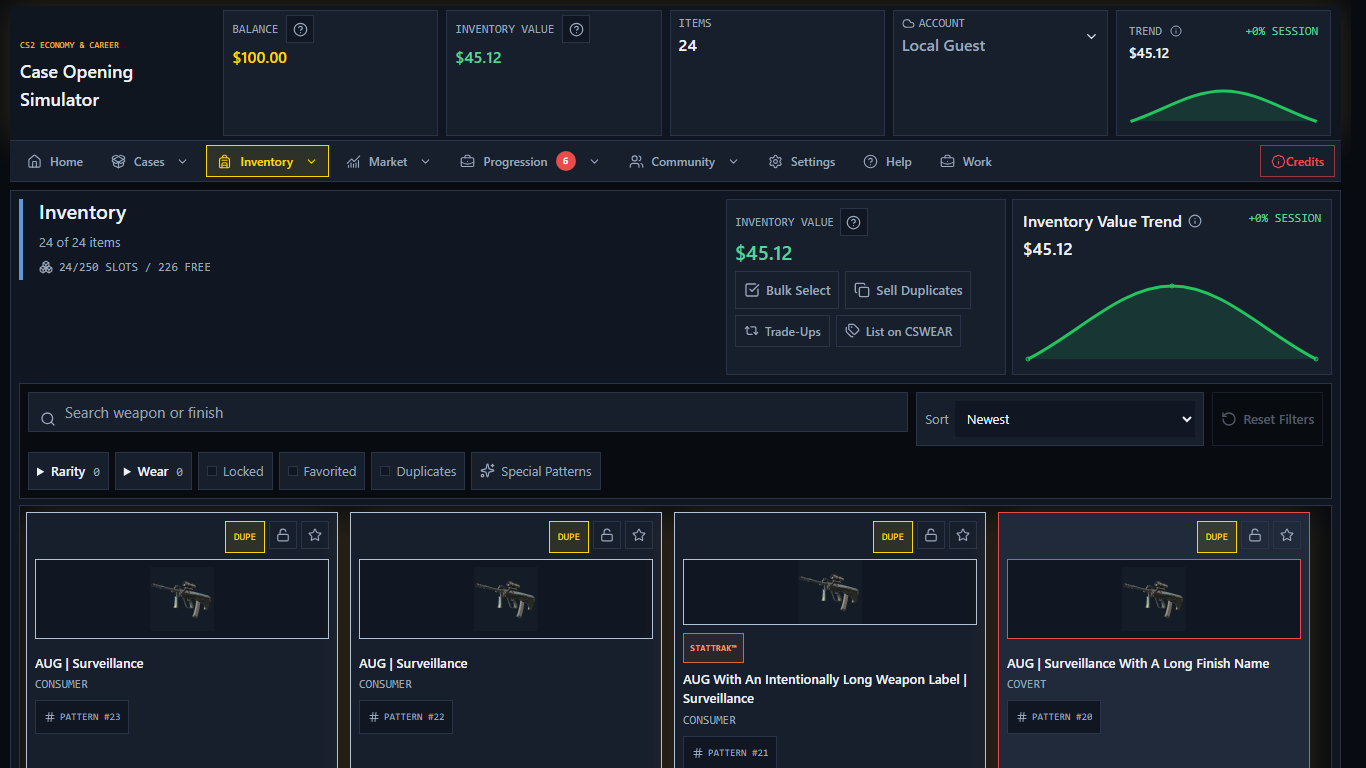 CS2 ECONOMY & CAREER
Case Opening
Simulator
BALANCE
$100.00
INVENTORY VALUE
$45.12
ITEMS
24
ACCOUNT
Local Guest
TREND
+0% SESSION
$45.12
Home
Cases
Inventory
Market
Progression
6
Community
Settings
Help
Work
Credits
Inventory
24 of 24 items
24/250 SLOTS / 226 FREE
INVENTORY VALUE
$45.12
Bulk Select
Sell Duplicates
Trade-Ups
List on CSWEAR
Inventory Value Trend
+0% SESSION
$45.12
Search weapon or finish
Sort
Newest
Reset Filters
Rarity 0
Wear 0
Locked
Favorited
Duplicates
Special Patterns
DUPE
AUG | Surveillance
CONSUMER
PATTERN #23
DUPE
AUG | Surveillance
CONSUMER
PATTERN #22
DUPE
STATTRAK™
AUG With An Intentionally Long Weapon Label |
Surveillance
CONSUMER
PATTERN #21
DUPE
AUG | Surveillance With A Long Finish Name
COVERT
PATTERN #20